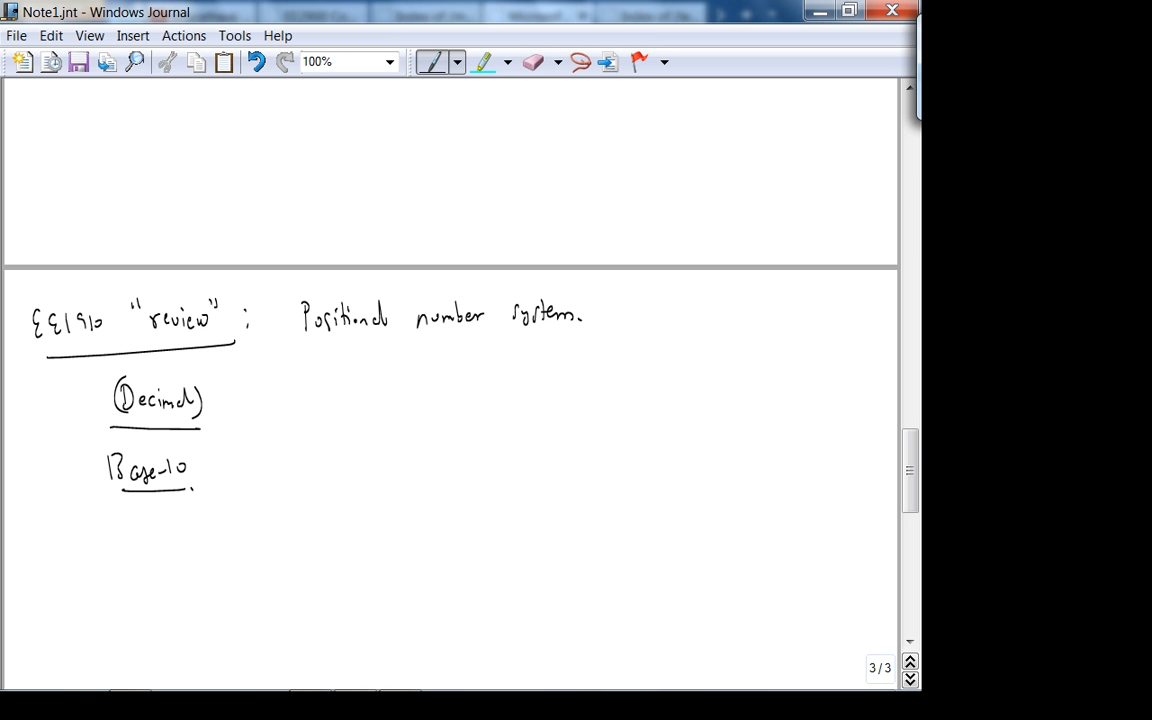 Note1.jnt - Windows Journal
File Edit View Insert Actions Tools Help
100%
EE1910 "review" : Positional number system.
(Decimal)
Base-10
3 / 3